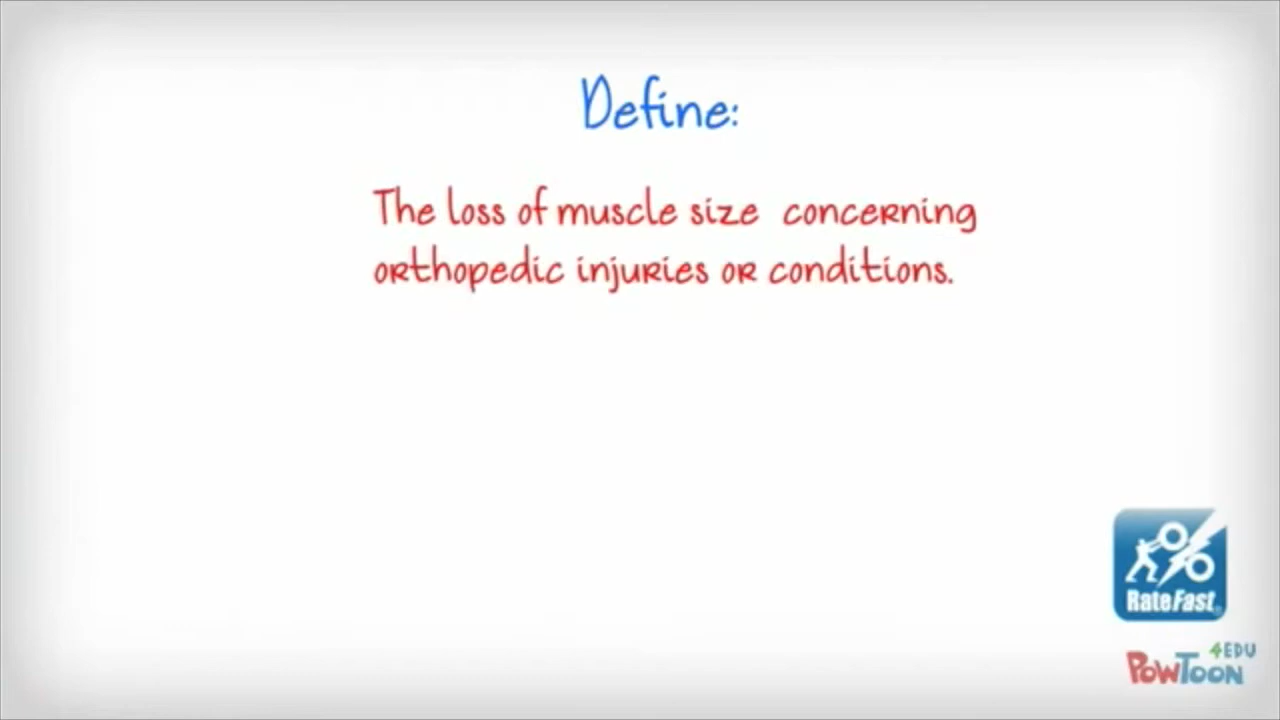 Define:
The loss of muscle size concerning
orthopedic injuries or conditions.
RateFast
4EDU
PowToon